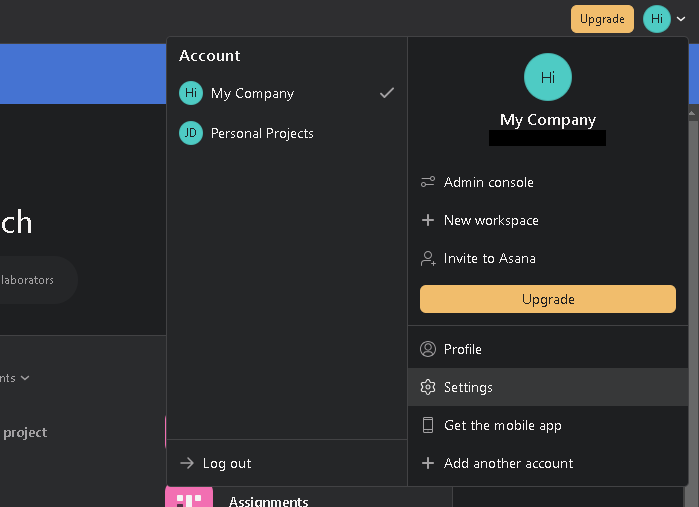 Upgrade
Hi
Account
Hi My Company
JD Personal Projects
Log out
Hi
My Company
Admin console
New workspace
Invite to Asana
Upgrade
Profile
Settings
Get the mobile app
Add another account
ch
laborators
nts
project
Assignments